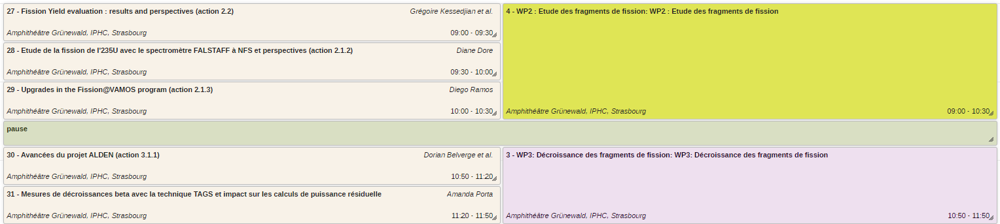 27 - Fission Yield evaluation : results and perspectives (action 2.2)
Grégoire Kessedjian et al.
Amphithéâtre Grünewald, IPHC, Strasbourg
09:00 - 09:30
4 - WP2 : Etude des fragments de fission: WP2 : Etude des fragments de fission
Amphithéâtre Grünewald, IPHC, Strasbourg
09:00 - 10:30
28 - Etude de la fission de l'235U avec le spectromètre FALSTAFF à NFS et perspectives (action 2.1.2)
Diane Dore
Amphithéâtre Grünewald, IPHC, Strasbourg
09:30 - 10:00
29 - Upgrades in the Fission@VAMOS program (action 2.1.3)
Diego Ramos
Amphithéâtre Grünewald, IPHC, Strasbourg
10:00 - 10:30
pause
30 - Avancées du projet ALDEN (action 3.1.1)
Dorian Belverge et al.
Amphithéâtre Grünewald, IPHC, Strasbourg
10:50 - 11:20
3 - WP3: Décroissance des fragments de fission: WP3: Décroissance des fragments de fission
Amphithéâtre Grünewald, IPHC, Strasbourg
10:50 - 11:50
31 - Mesures de décroissances beta avec la technique TAGS et impact sur les calculs de puissance résiduelle
Amanda Porta
Amphithéâtre Grünewald, IPHC, Strasbourg
11:20 - 11:50